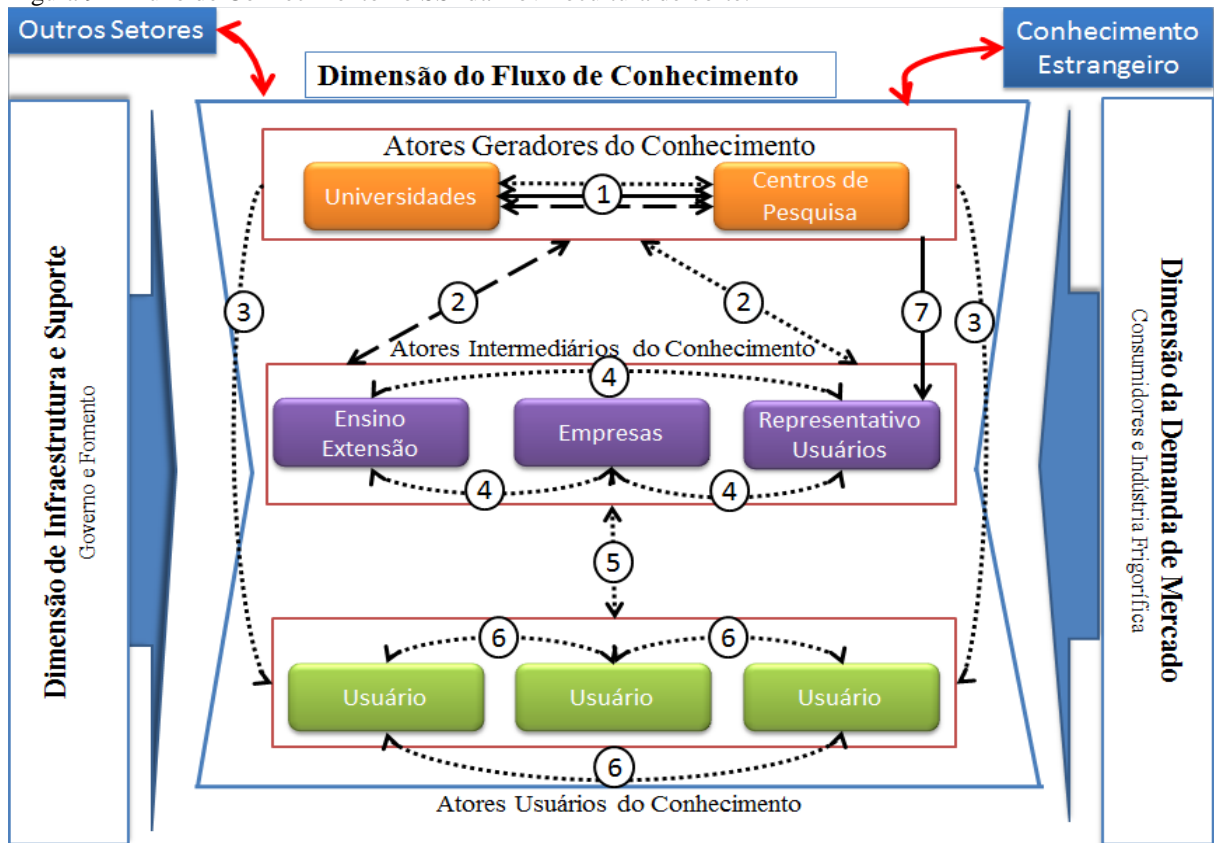 Outros Setores
Conhecimento
Estrangeiro
Dimensão do Fluxo de Conhecimento
Atores Geradores do Conhecimento
Universidades
1
Centros de
Pesquisa
2
2
7
3
3
Atores Intermediários do Conhecimento
4
Ensino
Extensão
Empresas
Representativo
Usuários
4
4
5
6
6
Usuário
Usuário
Usuário
6
Atores Usuários do Conhecimento
Dimensão de Infraestrutura e Suporte
Governo e Fomento
Dimensão da Demanda de Mercado
Consumidores e Indústria Frigorífica